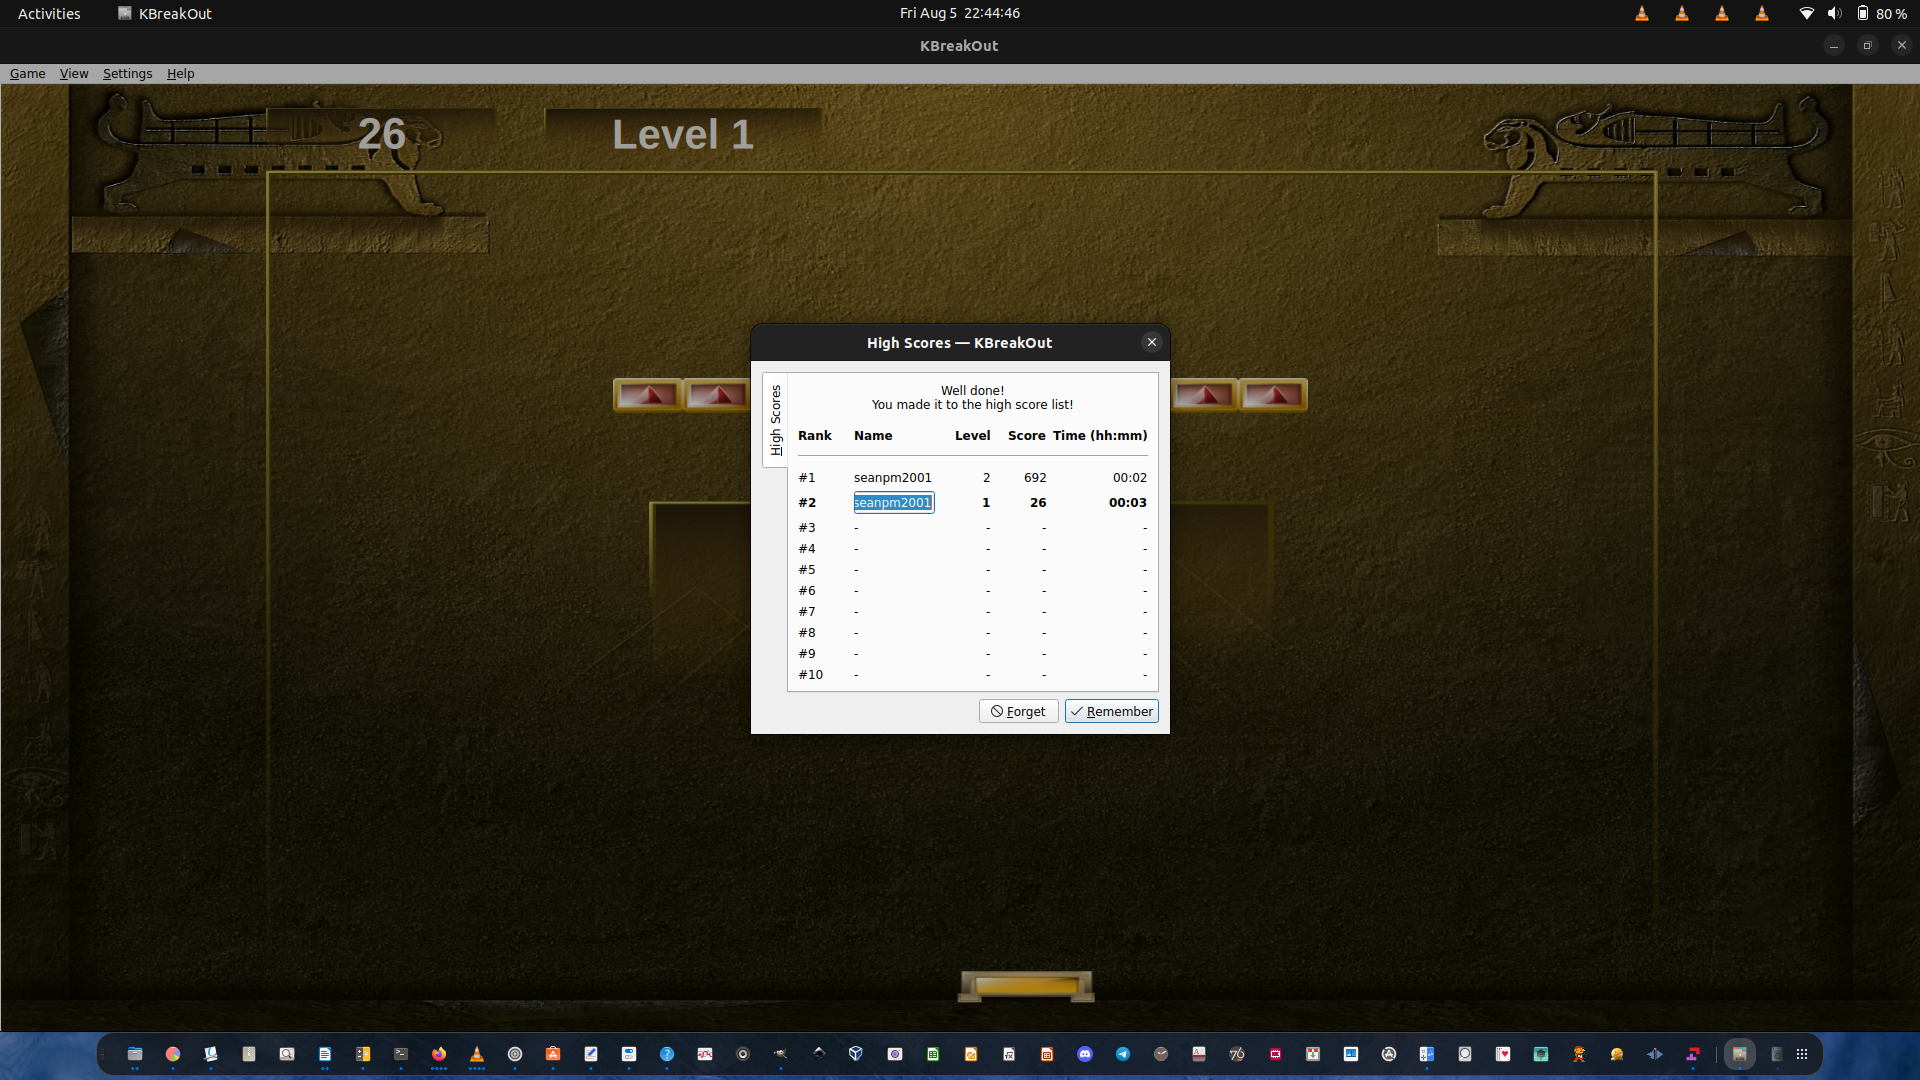 Activities KBreakOut Fri Aug 5 22:44:46 80 %
KBreakOut
Game View Settings Help
26 Level 1
High Scores — KBreakOut
High Scores
Well done!
You made it to the high score list!
Rank Name Level Score Time (hh:mm)
#1 seanpm2001 2 692 00:02
#2 seanpm2001 1 26 00:03
#3 - - - -
#4 - - - -
#5 - - - -
#6 - - - -
#7 - - - -
#8 - - - -
#9 - - - -
#10 - - - -
Forget Remember